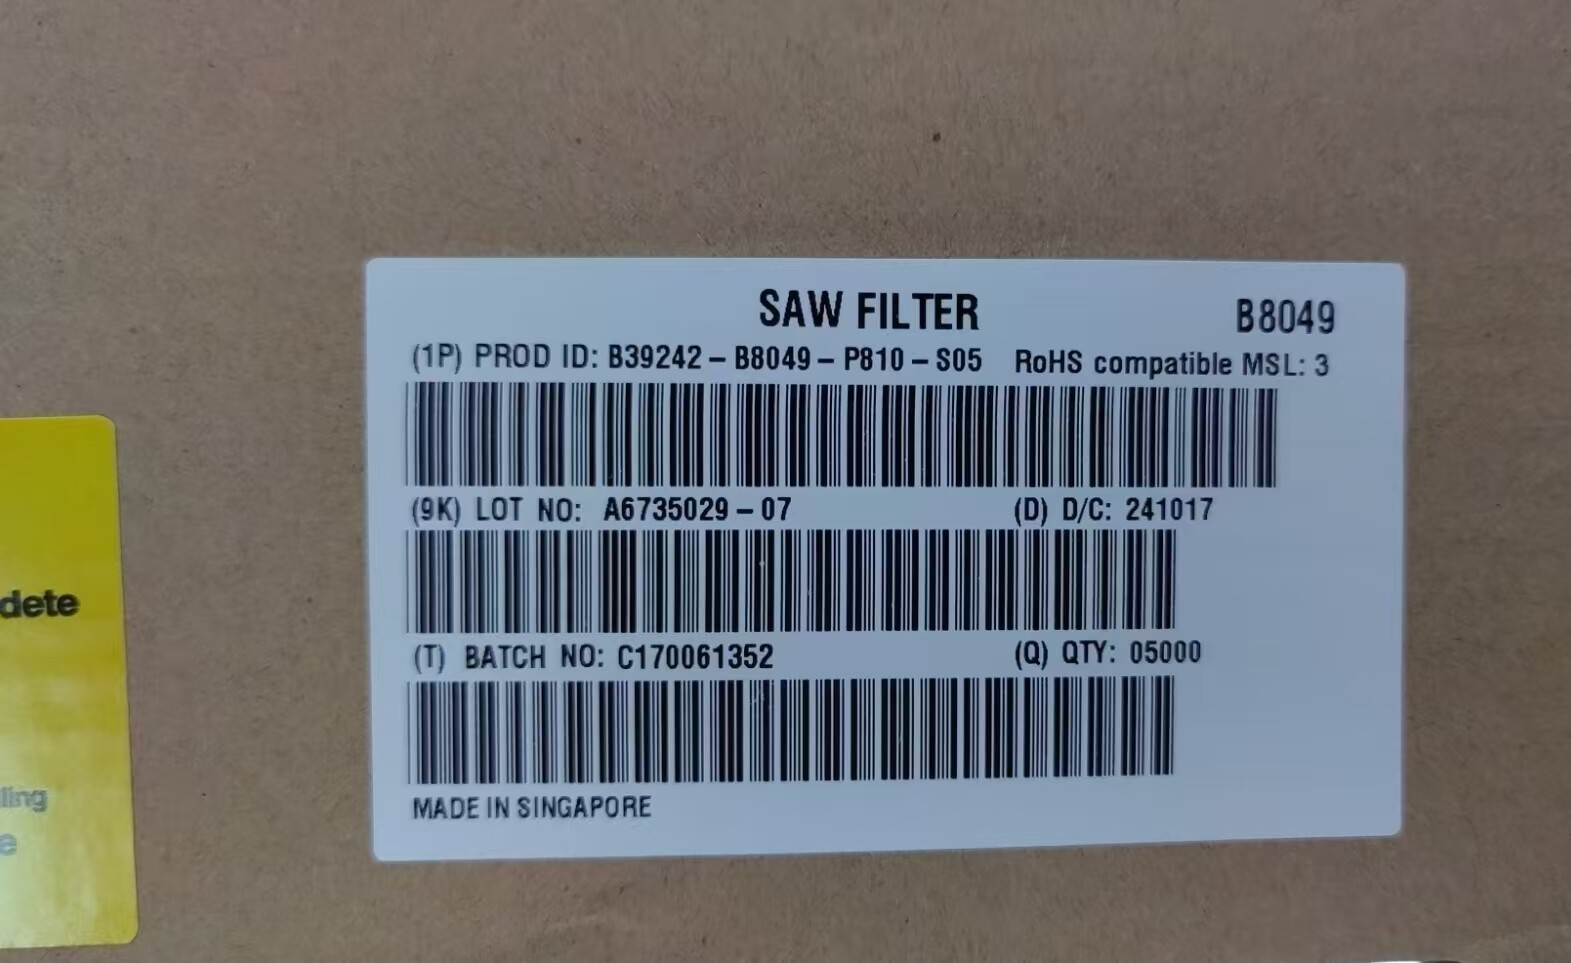 SAW FILTER B8049
(1P) PROD ID: B39242-B8049-P810-S05 RoHS compatible MSL: 3
(9K) LOT NO: A6735029-07 (D) D/C: 241017
(T) BATCH NO: C170061352 (Q) QTY: 05000
MADE IN SINGAPORE
dete
ling
e